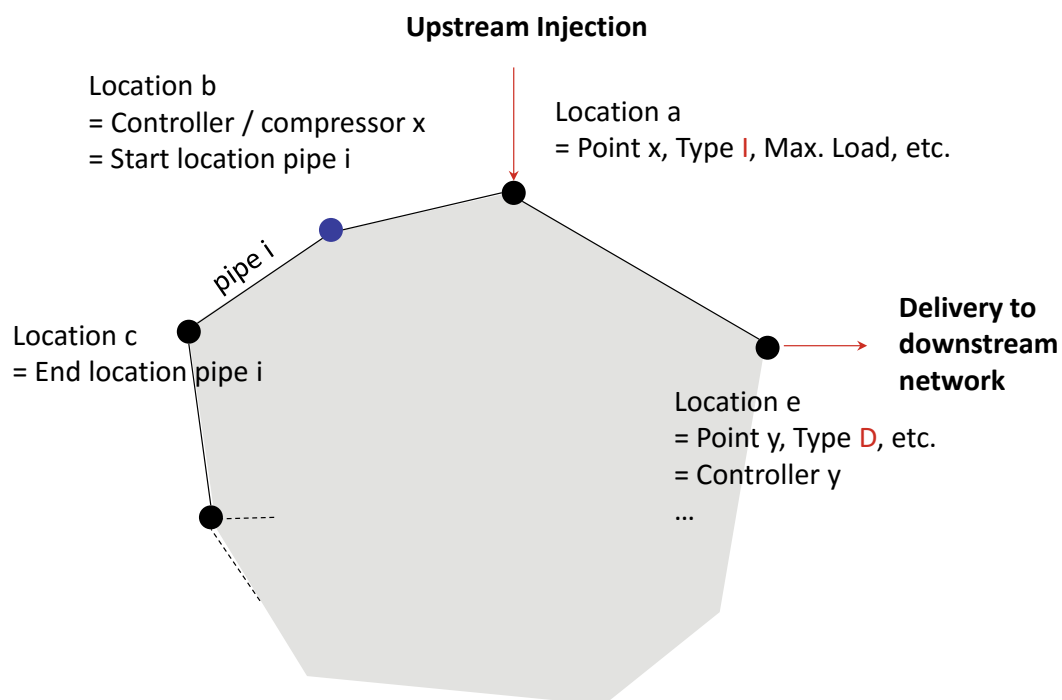 Upstream Injection
Location b
= Controller / compressor x
= Start location pipe i
Location a
= Point x, Type I, Max. Load, etc.
pipe i
Location c
= End location pipe i
Delivery to
downstream
network
Location e
= Point y, Type D, etc.
= Controller y
...